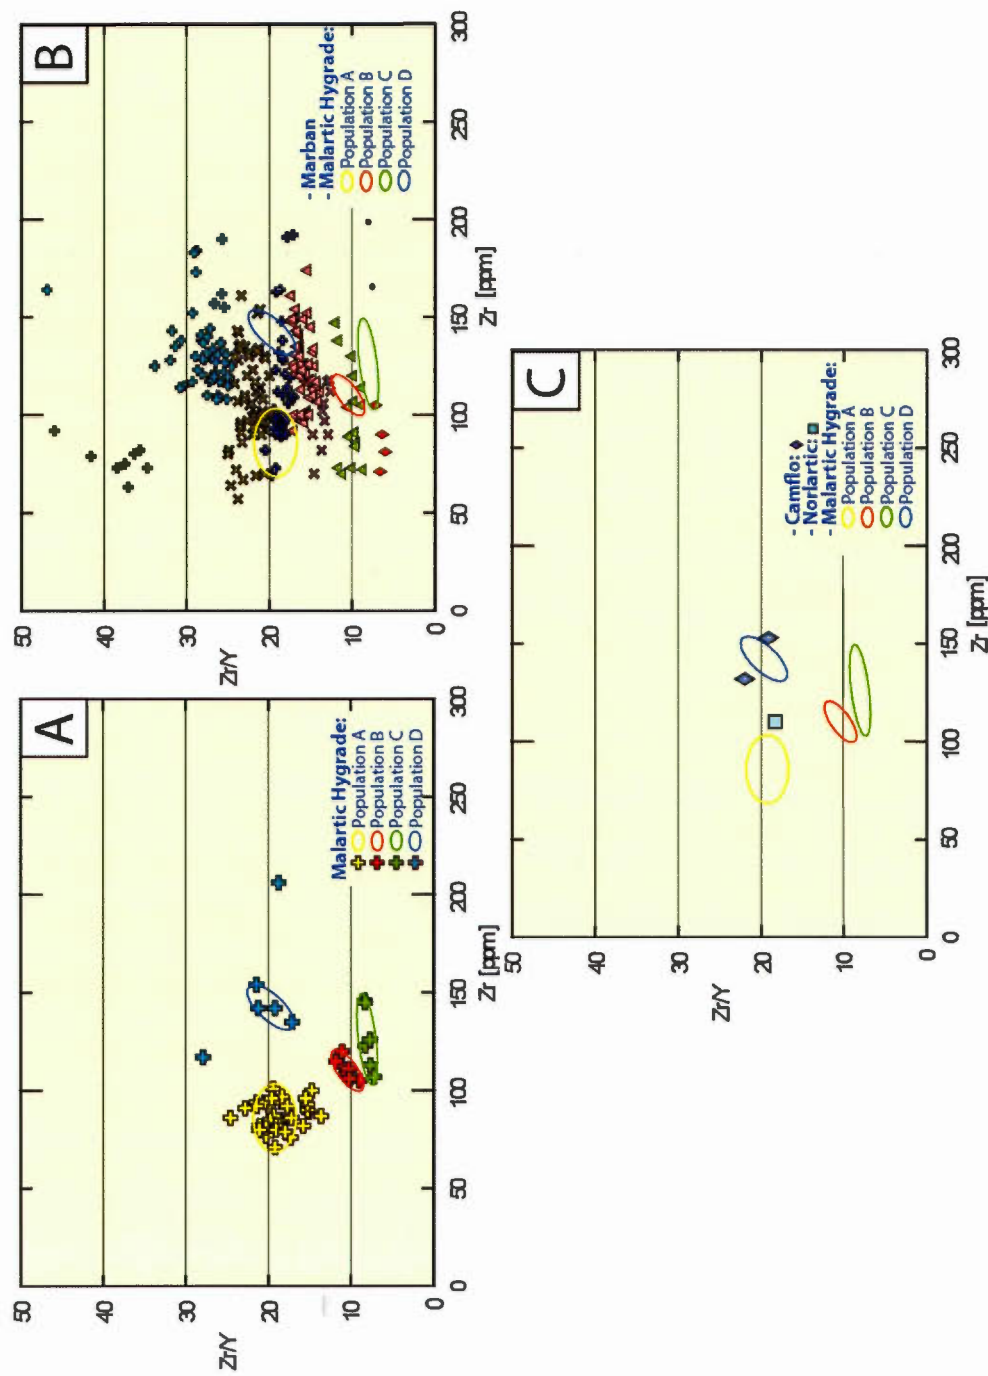 A
50
40
30
20
10
0
Zr/Y
0
50
100
150
200
250
300
Zr [ppm]
Malartic Hygrade:
Population A
Population B
Population C
Population D
B
50
40
30
20
10
0
Zr/Y
0
50
100
150
200
250
300
Zr [ppm]
- Marban
- Malartic Hygrade:
Population A
Population B
Population C
Population D
C
50
40
30
20
10
0
Zr/Y
0
50
100
150
200
250
300
Zr [ppm]
- Camflo:
- Norlartic:
- Malartic Hygrade:
Population A
Population B
Population C
Population D